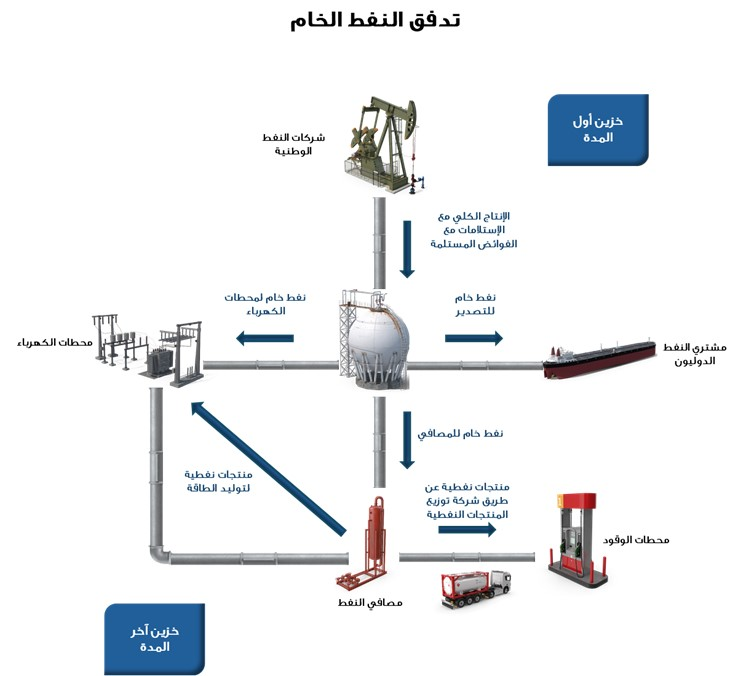 تدفق النفط الخام
خزين أول
المدة
شركات النفط
الوطنية
الإنتاج الكلي مع
الإستلامات مع
الفوائض المستلمة
نفط خام
للتصدير
نفط خام لمحطات
الكهرباء
محطات الكهرباء
مشتري النفط
الدوليون
نفط خام للمصافي
منتجات نفطية
لتوليد الطاقة
منتجات نفطية عن
طريق شركة توزيع
المنتجات النفطية
محطات الوقود
مصافي النفط
خزين آخر
المدة